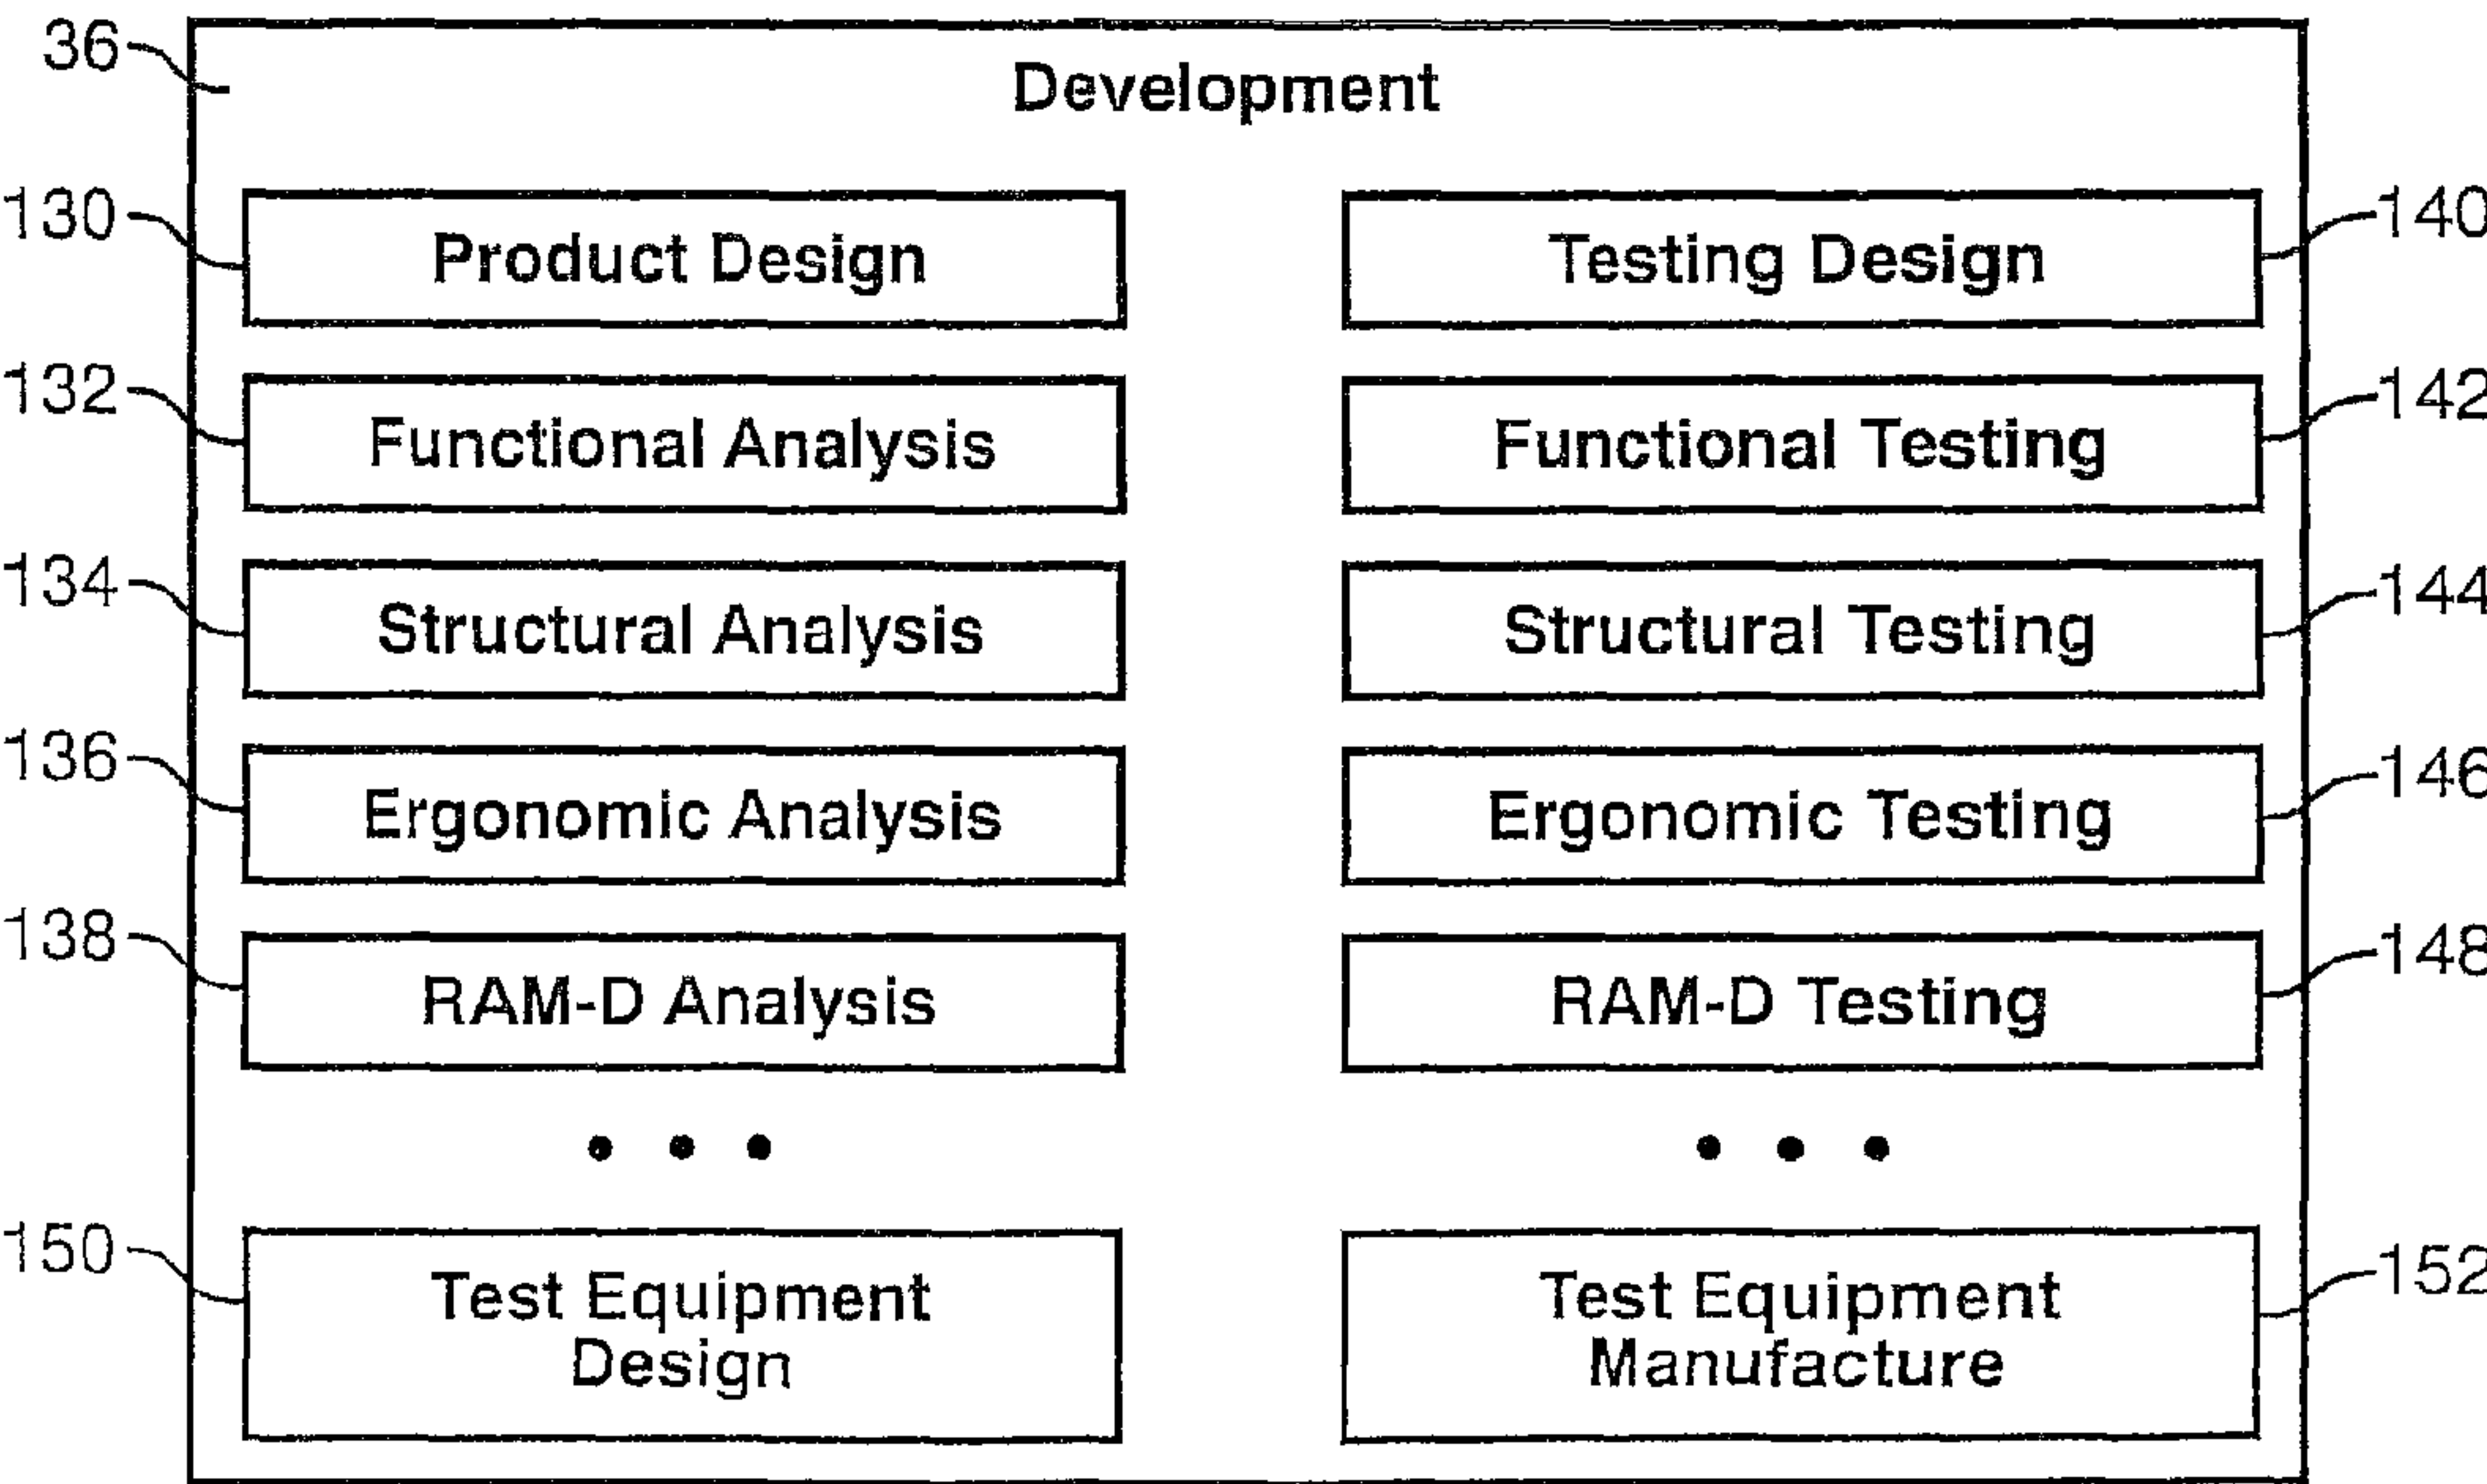 36
Development
130
Product Design
Testing Design
140
132
Functional Analysis
Functional Testing
142
134
Structural Analysis
Structural Testing
144
136
Ergonomic Analysis
Ergonomic Testing
146
138
RAM-D Analysis
RAM-D Testing
148
• • •
• • •
150
Test Equipment
Design
Test Equipment
Manufacture
152